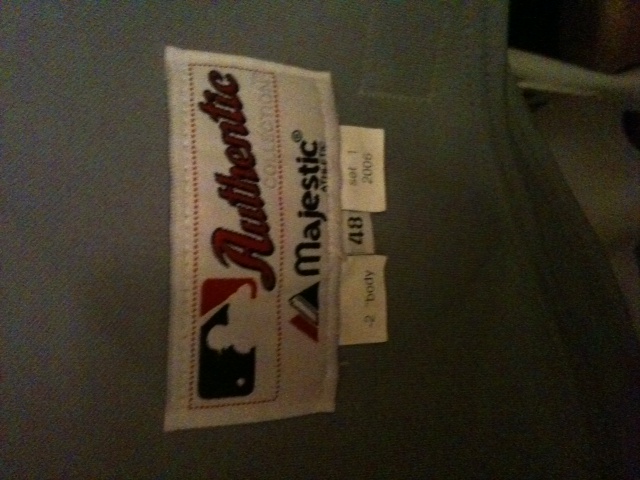 Authentic
COLLECTION
Majestic®
ATHLETIC
-2 "body
48
set 1
2006